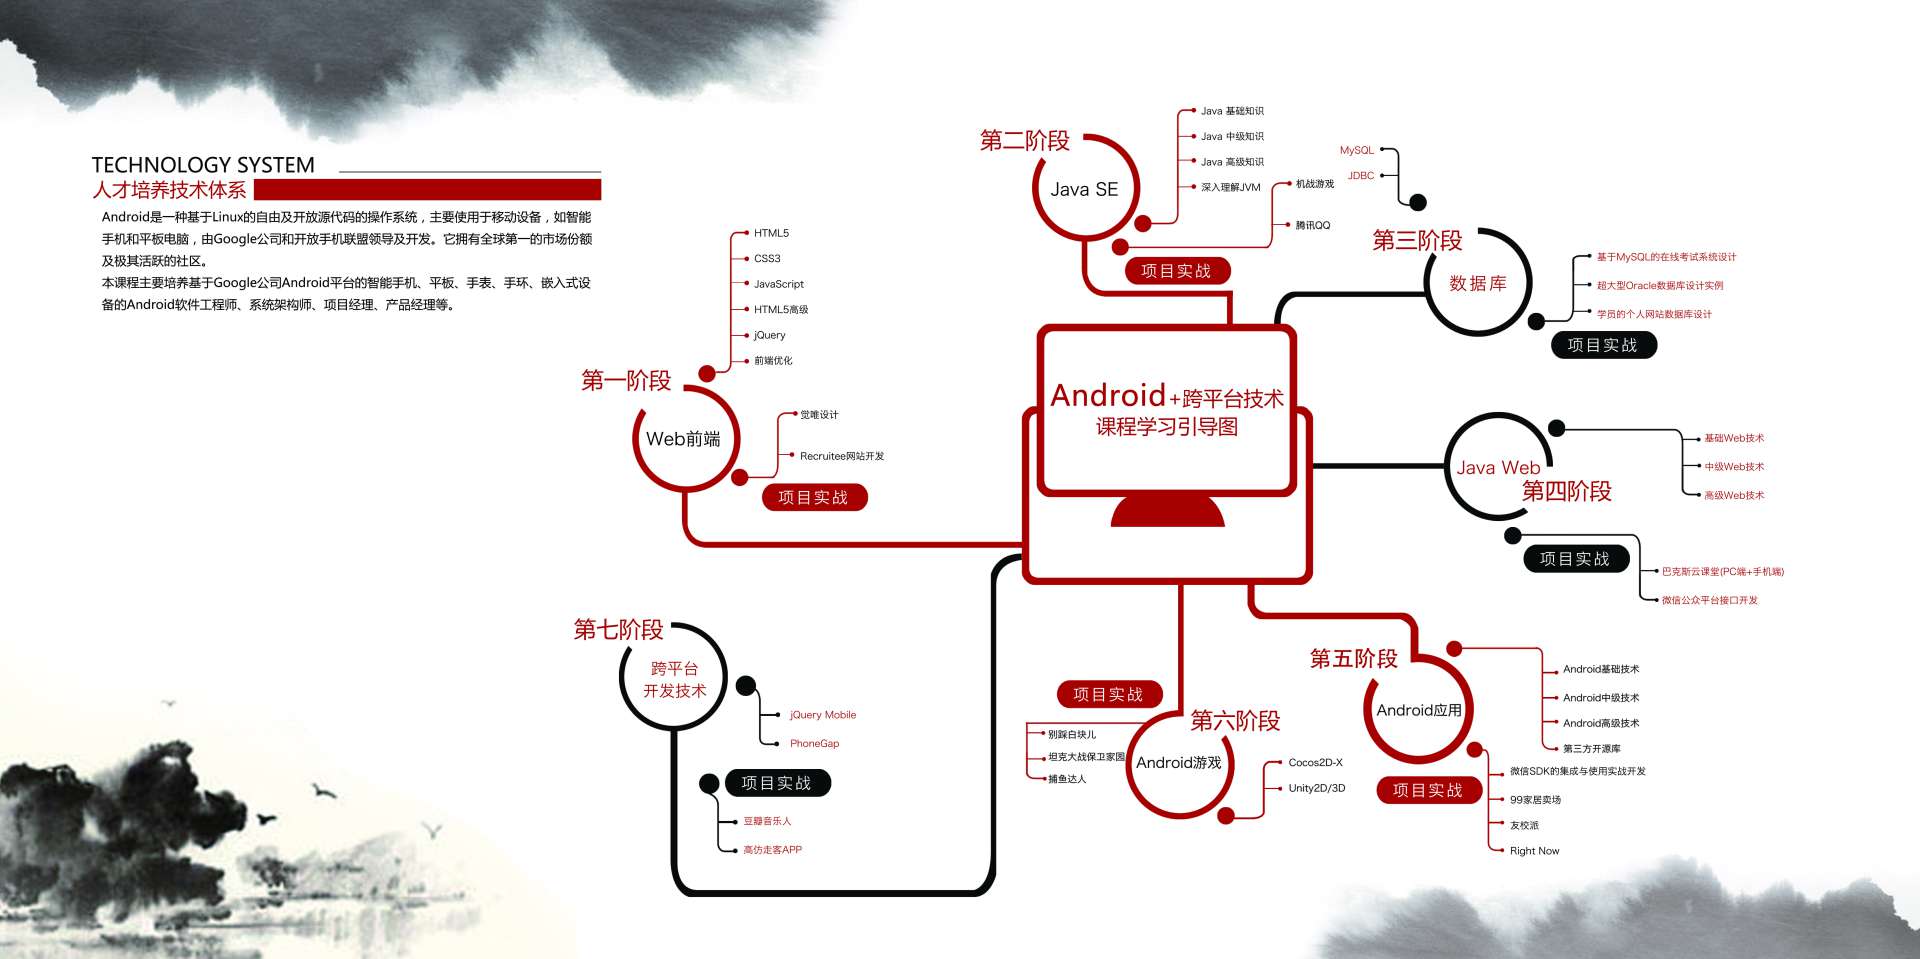 TECHNOLOGY SYSTEM
人才培养技术体系
Android是一种基于Linux的自由及开放源代码的操作系统，主要使用于移动设备，如智能
手机和平板电脑，由Google公司和开放手机联盟领导及开发。它拥有全球第一的市场份额
及极其活跃的社区。
本课程主要培养基于Google公司Android平台的智能手机、平板、手表、手环、嵌入式设
备的Android软件工程师、系统架构师、项目经理、产品经理等。
Android+跨平台技术
课程学习引导图
第一阶段
Web前端
HTML5
CSS3
JavaScript
HTML5高级
jQuery
前端优化
项目实战
觉唯设计
Recruitee网站开发
第二阶段
Java SE
Java 基础知识
Java 中级知识
Java 高级知识
深入理解JVM
项目实战
机战游戏
腾讯QQ
第三阶段
数据库
MySQL
JDBC
项目实战
基于MySQL的在线考试系统设计
超大型Oracle数据库设计实例
学员的个人网站数据库设计
第四阶段
Java Web
基础Web技术
中级Web技术
高级Web技术
项目实战
巴克斯云课堂(PC端+手机端)
微信公众平台接口开发
第五阶段
Android应用
Android基础技术
Android中级技术
Android高级技术
第三方开源库
项目实战
微信SDK的集成与使用实战开发
99家居卖场
友校派
Right Now
第六阶段
Android游戏
Cocos2D-X
Unity2D/3D
项目实战
别踩白块儿
坦克大战保卫家园
捕鱼达人
第七阶段
跨平台
开发技术
jQuery Mobile
PhoneGap
项目实战
豆瓣音乐人
高仿走客APP